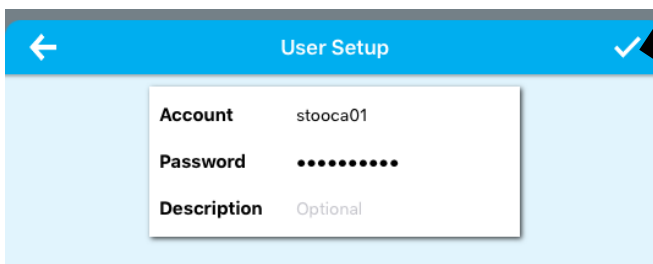 User Setup
Account stooca01
Password ••••••••••
Description Optional